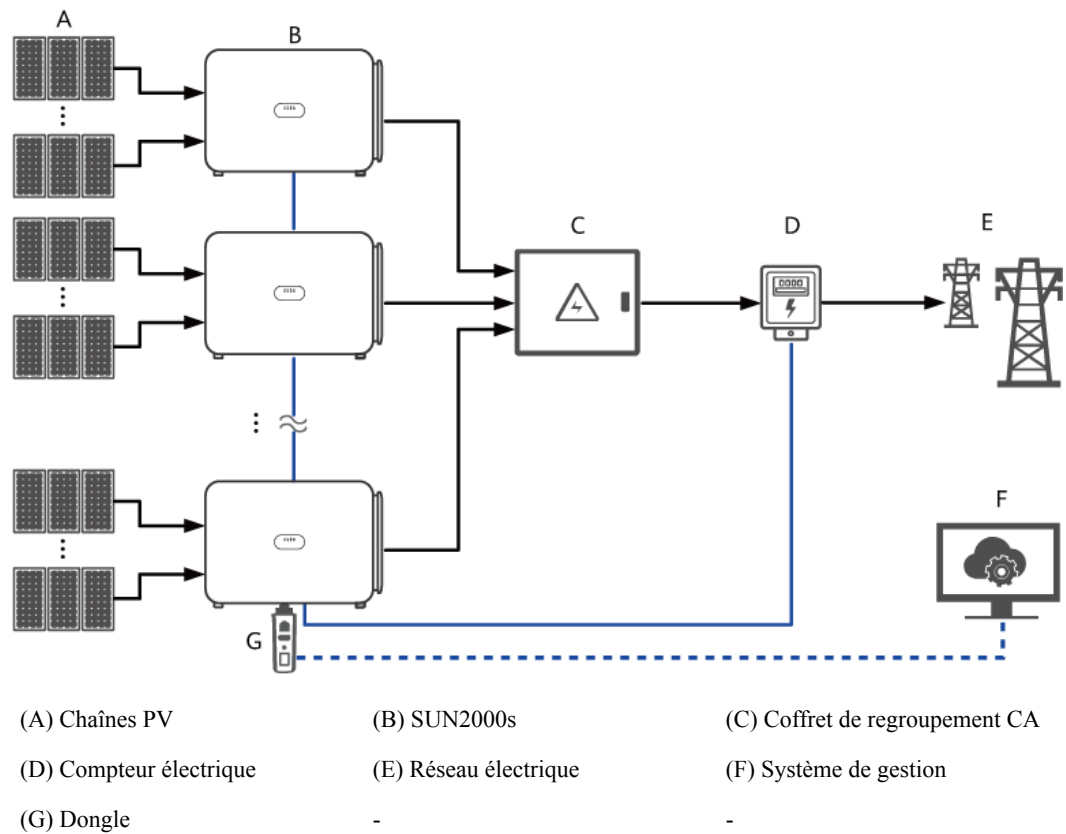 A
B
C
D
E
F
G
(A) Chaînes PV (B) SUN2000s (C) Coffret de regroupement CA
(D) Compteur électrique (E) Réseau électrique (F) Système de gestion
(G) Dongle - -